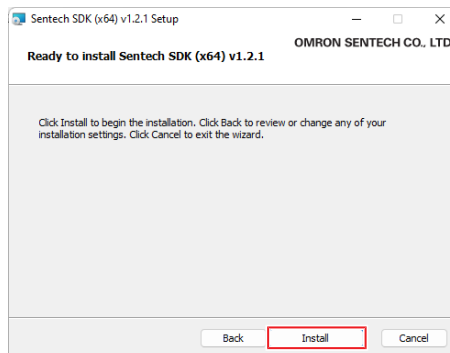 Sentech SDK (x64) v1.2.1 Setup
OMRON SENTECH CO., LTD
Ready to install Sentech SDK (x64) v1.2.1
Click Install to begin the installation. Click Back to review or change any of your
installation settings. Click Cancel to exit the wizard.
Back
Install
Cancel